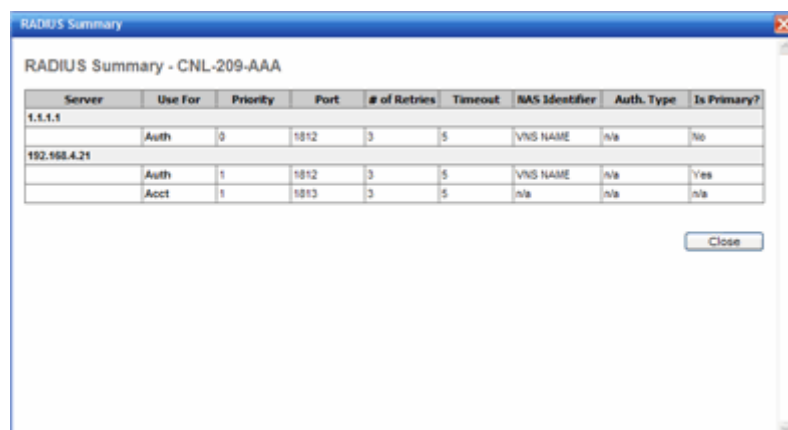 RADIUS Summary
RADIUS Summary - CNL-209-AAA
Server Use For Priority Port # of Retries Timeout NAS Identifier Auth. Type Is Primary?
1.1.1.1
Auth 0 1812 3 5 VNS NAME n/a No
192.168.4.21
Auth 1 1812 3 5 VNS NAME n/a Yes
Acct 1 1813 3 5 n/a n/a n/a
Close